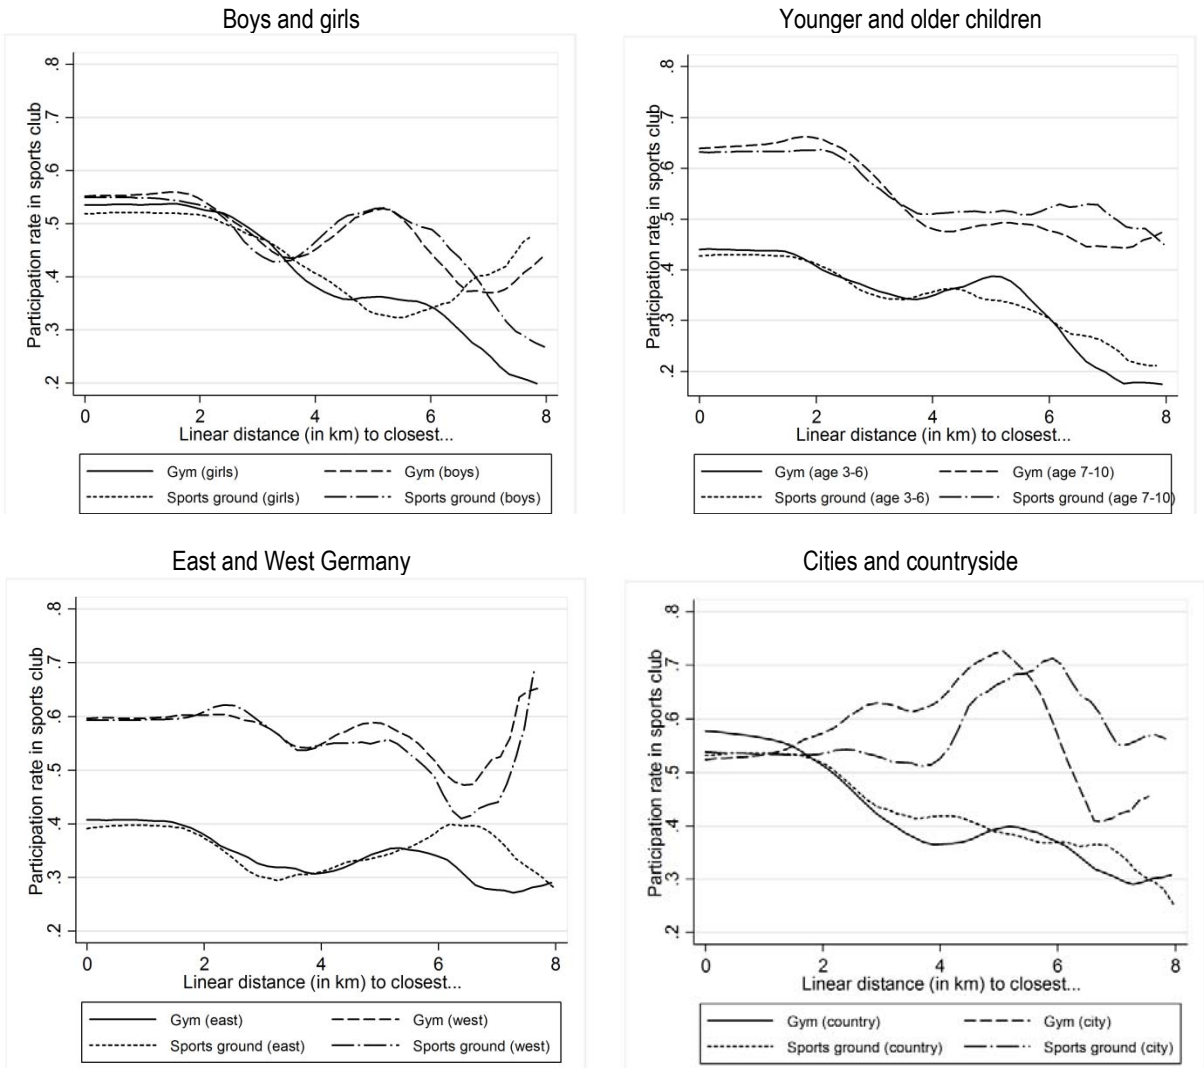 Boys and girls
Participation rate in sports club
.8
.7
.6
.5
.4
.3
.2
0 2 4 6 8
Linear distance (in km) to closest...
Gym (girls) Gym (boys)
Sports ground (girls) Sports ground (boys)
Younger and older children
Participation rate in sports club
.8
.7
.6
.5
.4
.3
.2
0 2 4 6 8
Linear distance (in km) to closest...
Gym (age 3-6) Gym (age 7-10)
Sports ground (age 3-6) Sports ground (age 7-10)
East and West Germany
Participation rate in sports club
.8
.7
.6
.5
.4
.3
.2
0 2 4 6 8
Linear distance (in km) to closest...
Gym (east) Gym (west)
Sports ground (east) Sports ground (west)
Cities and countryside
Participation rate in sports club
.8
.7
.6
.5
.4
.3
.2
0 2 4 6 8
Linear distance (in km) to closest...
Gym (country) Gym (city)
Sports ground (country) Sports ground (city)